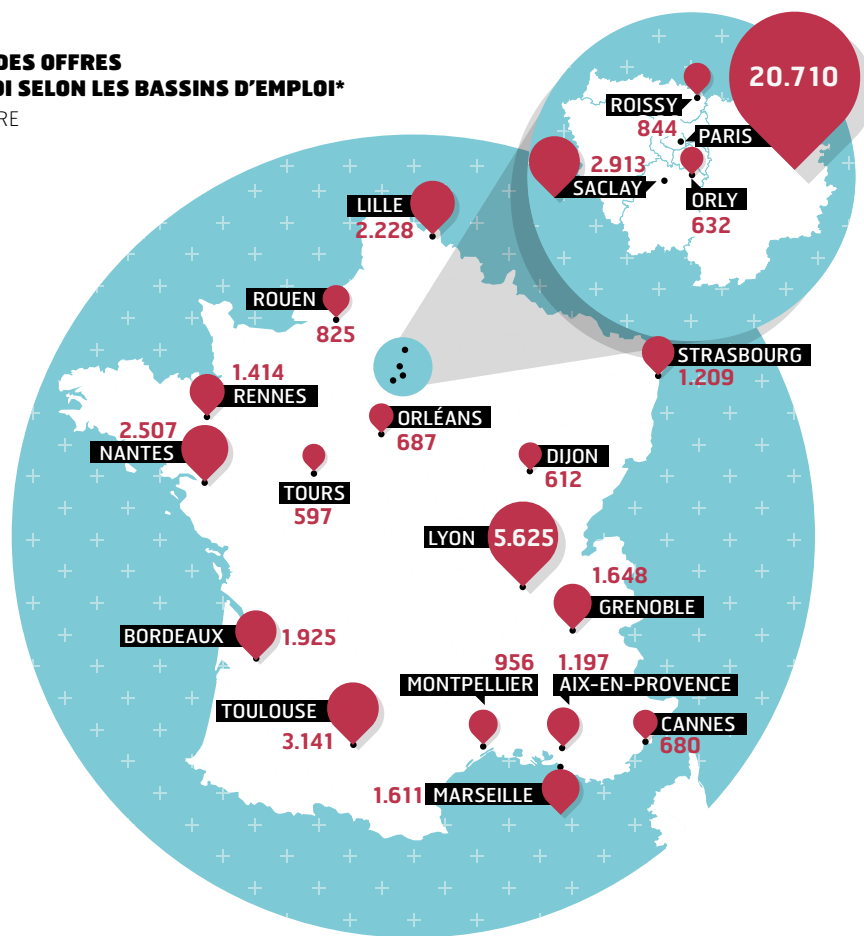 DES OFFRES
OI SELON LES BASSINS D'EMPLOI*
RE
20.710
ROISSY
844
PARIS
2.913
SACLAY
ORLY
632
LILLE
2.228
ROUEN
825
STRASBOURG
1.209
1.414
RENNES
ORLÉANS
687
2.507
NANTES
DIJON
612
TOURS
597
LYON
5.625
1.648
GRENOBLE
BORDEAUX
1.925
956
1.197
MONTPELLIER
AIX-EN-PROVENCE
TOULOUSE
3.141
CANNES
680
1.611
MARSEILLE